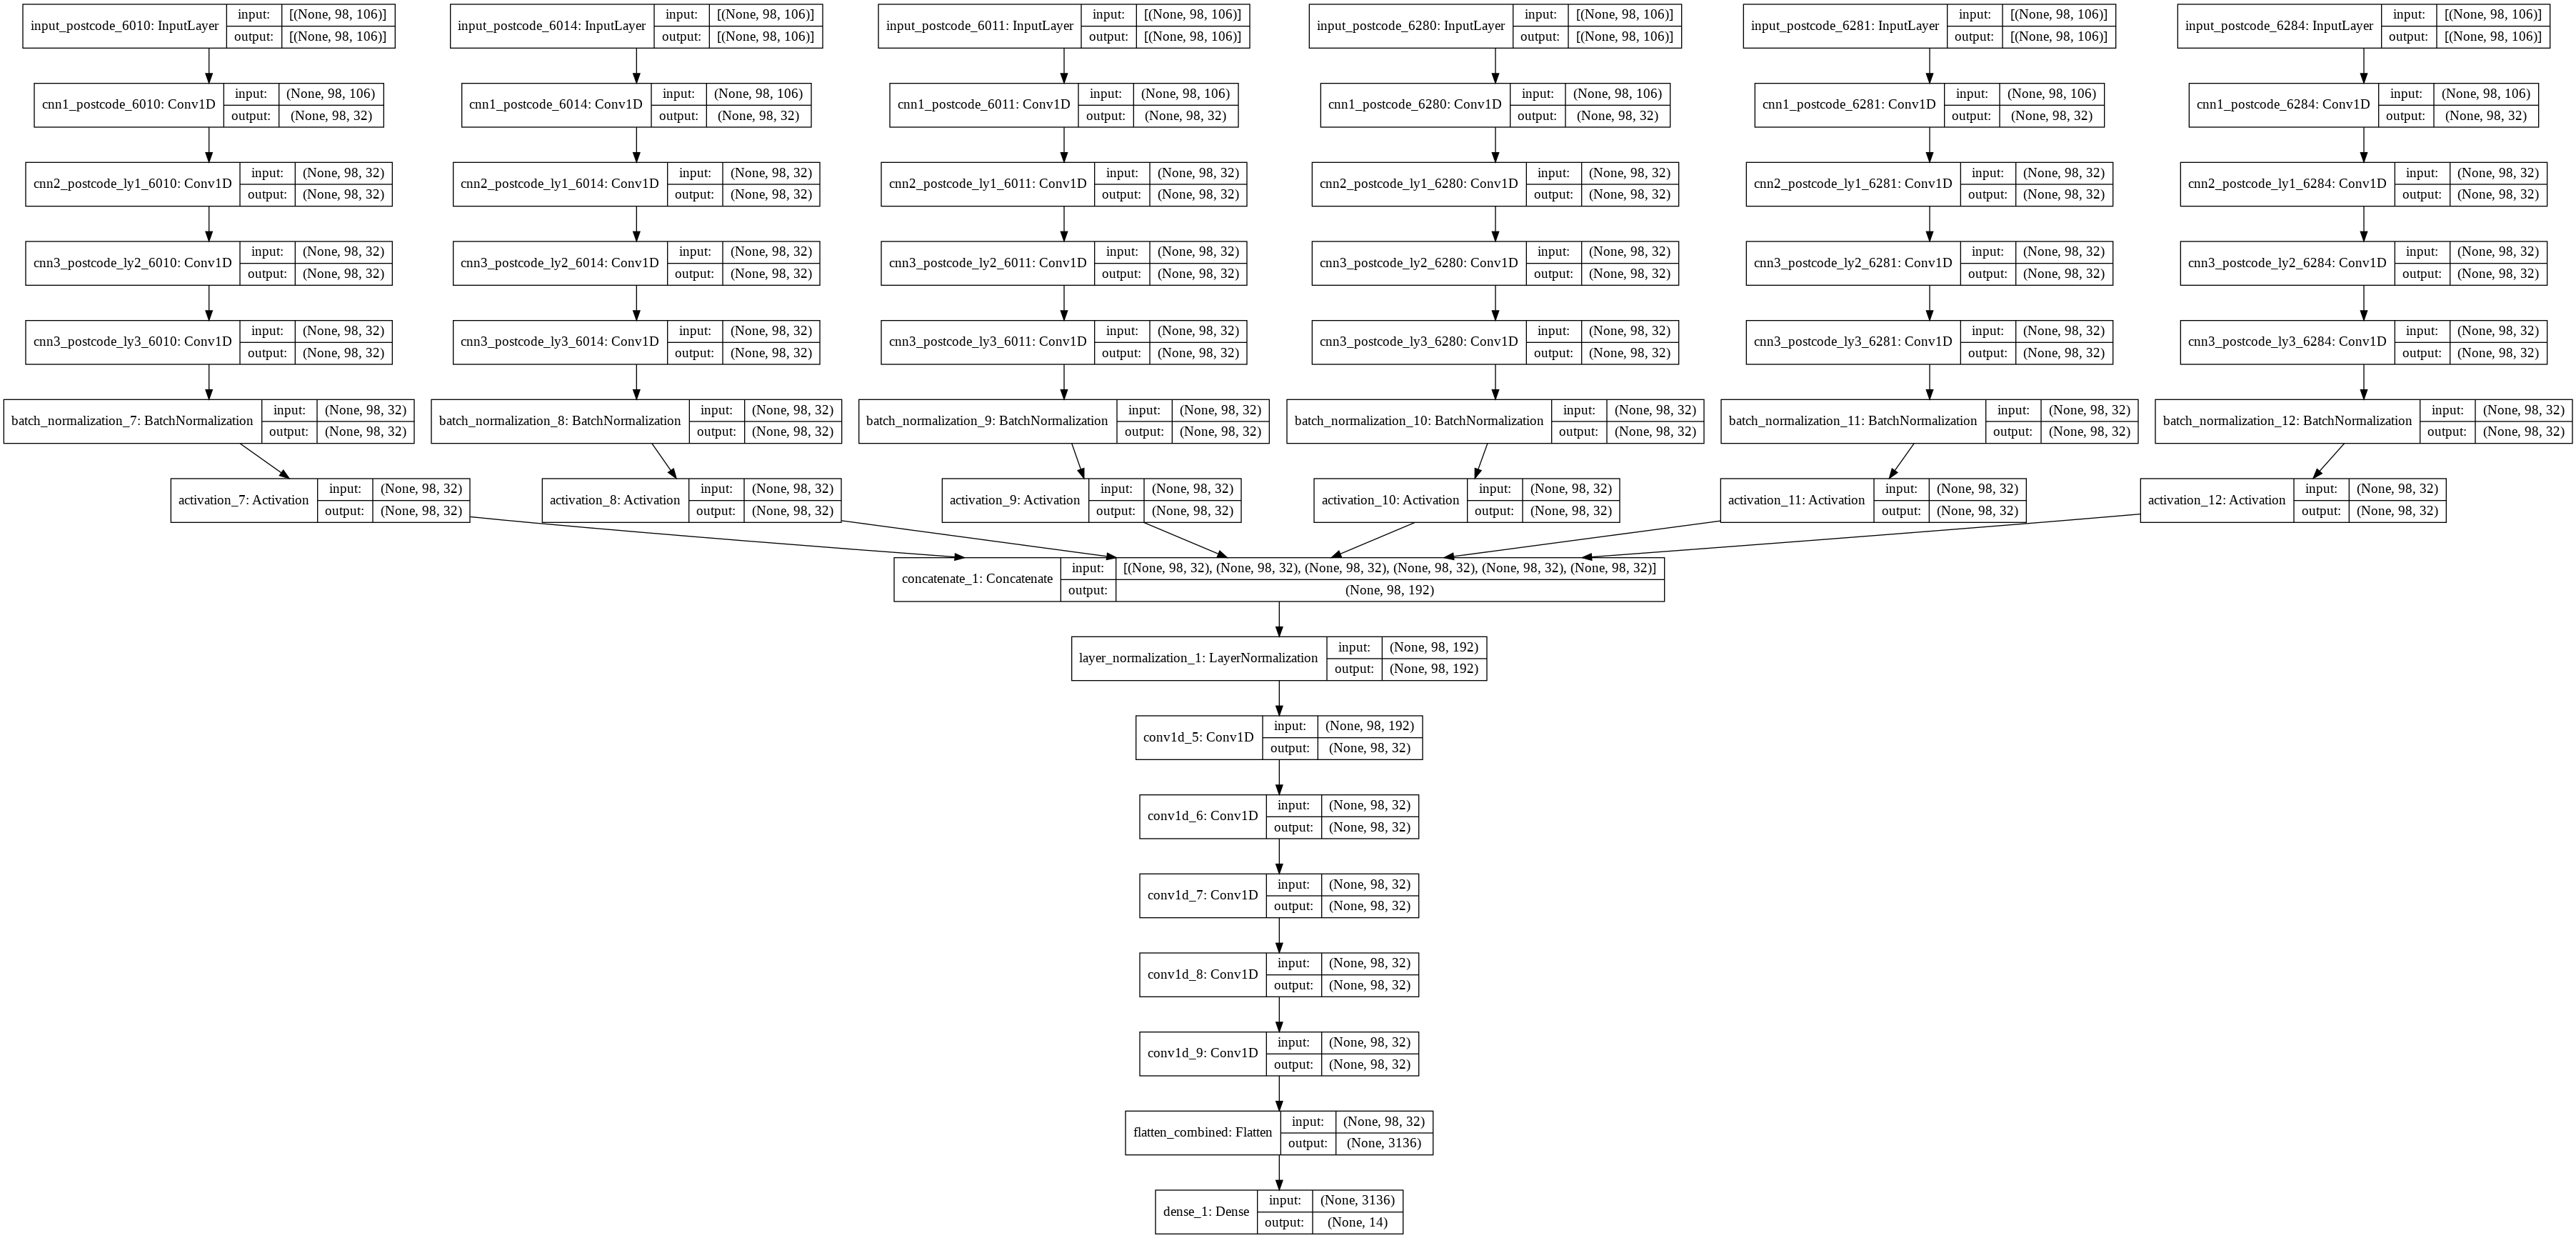 input_postcode_6010: InputLayer input: [(None, 98, 106)] output: [(None, 98, 106)]
input_postcode_6014: InputLayer input: [(None, 98, 106)] output: [(None, 98, 106)]
input_postcode_6011: InputLayer input: [(None, 98, 106)] output: [(None, 98, 106)]
input_postcode_6280: InputLayer input: [(None, 98, 106)] output: [(None, 98, 106)]
input_postcode_6281: InputLayer input: [(None, 98, 106)] output: [(None, 98, 106)]
input_postcode_6284: InputLayer input: [(None, 98, 106)] output: [(None, 98, 106)]
cnn1_postcode_6010: Conv1D input: (None, 98, 106) output: (None, 98, 32)
cnn1_postcode_6014: Conv1D input: (None, 98, 106) output: (None, 98, 32)
cnn1_postcode_6011: Conv1D input: (None, 98, 106) output: (None, 98, 32)
cnn1_postcode_6280: Conv1D input: (None, 98, 106) output: (None, 98, 32)
cnn1_postcode_6281: Conv1D input: (None, 98, 106) output: (None, 98, 32)
cnn1_postcode_6284: Conv1D input: (None, 98, 106) output: (None, 98, 32)
cnn2_postcode_ly1_6010: Conv1D input: (None, 98, 32) output: (None, 98, 32)
cnn2_postcode_ly1_6014: Conv1D input: (None, 98, 32) output: (None, 98, 32)
cnn2_postcode_ly1_6011: Conv1D input: (None, 98, 32) output: (None, 98, 32)
cnn2_postcode_ly1_6280: Conv1D input: (None, 98, 32) output: (None, 98, 32)
cnn2_postcode_ly1_6281: Conv1D input: (None, 98, 32) output: (None, 98, 32)
cnn2_postcode_ly1_6284: Conv1D input: (None, 98, 32) output: (None, 98, 32)
cnn3_postcode_ly2_6010: Conv1D input: (None, 98, 32) output: (None, 98, 32)
cnn3_postcode_ly2_6014: Conv1D input: (None, 98, 32) output: (None, 98, 32)
cnn3_postcode_ly2_6011: Conv1D input: (None, 98, 32) output: (None, 98, 32)
cnn3_postcode_ly2_6280: Conv1D input: (None, 98, 32) output: (None, 98, 32)
cnn3_postcode_ly2_6281: Conv1D input: (None, 98, 32) output: (None, 98, 32)
cnn3_postcode_ly2_6284: Conv1D input: (None, 98, 32) output: (None, 98, 32)
cnn3_postcode_ly3_6010: Conv1D input: (None, 98, 32) output: (None, 98, 32)
cnn3_postcode_ly3_6014: Conv1D input: (None, 98, 32) output: (None, 98, 32)
cnn3_postcode_ly3_6011: Conv1D input: (None, 98, 32) output: (None, 98, 32)
cnn3_postcode_ly3_6280: Conv1D input: (None, 98, 32) output: (None, 98, 32)
cnn3_postcode_ly3_6281: Conv1D input: (None, 98, 32) output: (None, 98, 32)
cnn3_postcode_ly3_6284: Conv1D input: (None, 98, 32) output: (None, 98, 32)
batch_normalization_7: BatchNormalization input: (None, 98, 32) output: (None, 98, 32)
batch_normalization_8: BatchNormalization input: (None, 98, 32) output: (None, 98, 32)
batch_normalization_9: BatchNormalization input: (None, 98, 32) output: (None, 98, 32)
batch_normalization_10: BatchNormalization input: (None, 98, 32) output: (None, 98, 32)
batch_normalization_11: BatchNormalization input: (None, 98, 32) output: (None, 98, 32)
batch_normalization_12: BatchNormalization input: (None, 98, 32) output: (None, 98, 32)
activation_7: Activation input: (None, 98, 32) output: (None, 98, 32)
activation_8: Activation input: (None, 98, 32) output: (None, 98, 32)
activation_9: Activation input: (None, 98, 32) output: (None, 98, 32)
activation_10: Activation input: (None, 98, 32) output: (None, 98, 32)
activation_11: Activation input: (None, 98, 32) output: (None, 98, 32)
activation_12: Activation input: (None, 98, 32) output: (None, 98, 32)
concatenate_1: Concatenate input: [(None, 98, 32), (None, 98, 32), (None, 98, 32), (None, 98, 32), (None, 98, 32), (None, 98, 32)] output: (None, 98, 192)
layer_normalization_1: LayerNormalization input: (None, 98, 192) output: (None, 98, 192)
conv1d_5: Conv1D input: (None, 98, 192) output: (None, 98, 32)
conv1d_6: Conv1D input: (None, 98, 32) output: (None, 98, 32)
conv1d_7: Conv1D input: (None, 98, 32) output: (None, 98, 32)
conv1d_8: Conv1D input: (None, 98, 32) output: (None, 98, 32)
conv1d_9: Conv1D input: (None, 98, 32) output: (None, 98, 32)
flatten_combined: Flatten input: (None, 98, 32) output: (None, 3136)
dense_1: Dense input: (None, 3136) output: (None, 14)